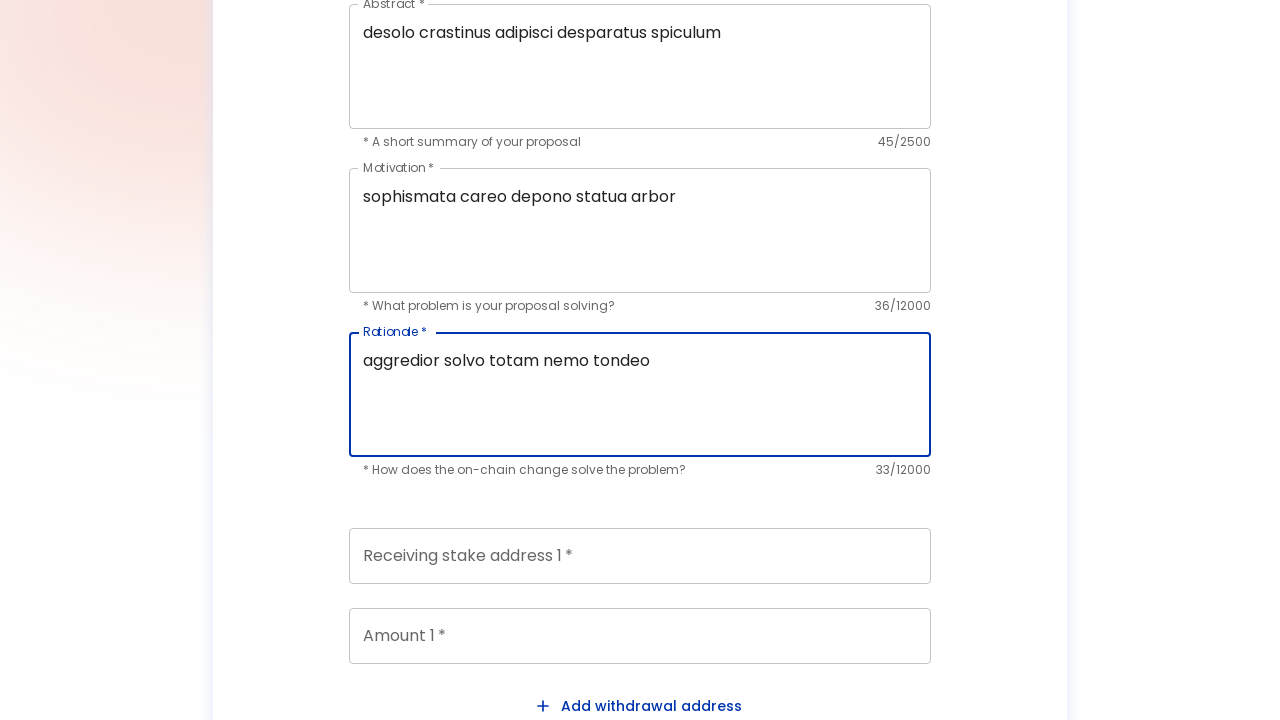 Abstract *
desolo crastinus adipisci desparatus spiculum
* A short summary of your proposal 45/2500
Motivation *
sophismata careo depono statua arbor
* What problem is your proposal solving? 36/12000
Rationale *
aggredior solvo totam nemo tondeo
* How does the on-chain change solve the problem? 33/12000
Receiving stake address 1 *
Amount 1 *
+ Add withdrawal address